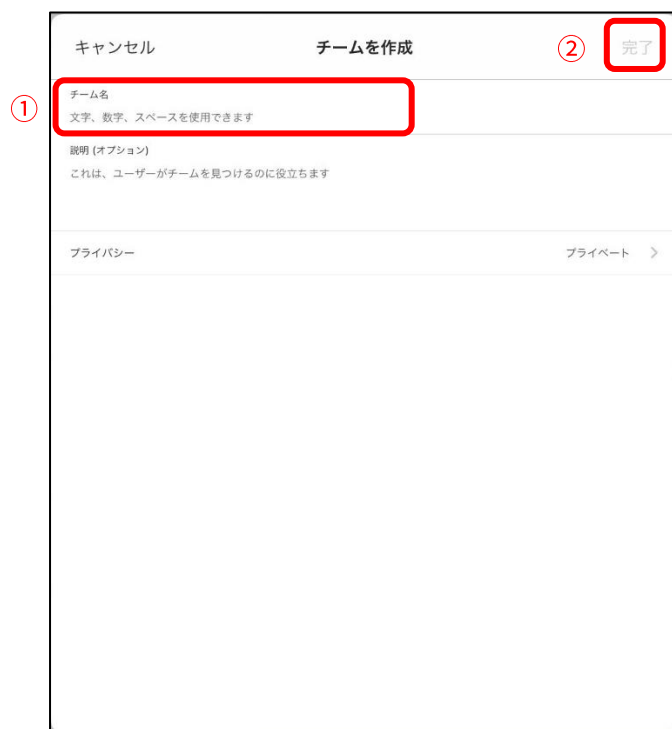 キャンセル チームを作成 ② 完了
① チーム名
文字、数字、スペースを使用できます
説明 (オプション)
これは、ユーザーがチームを見つけるのに役立ちます
プライバシー プライベート